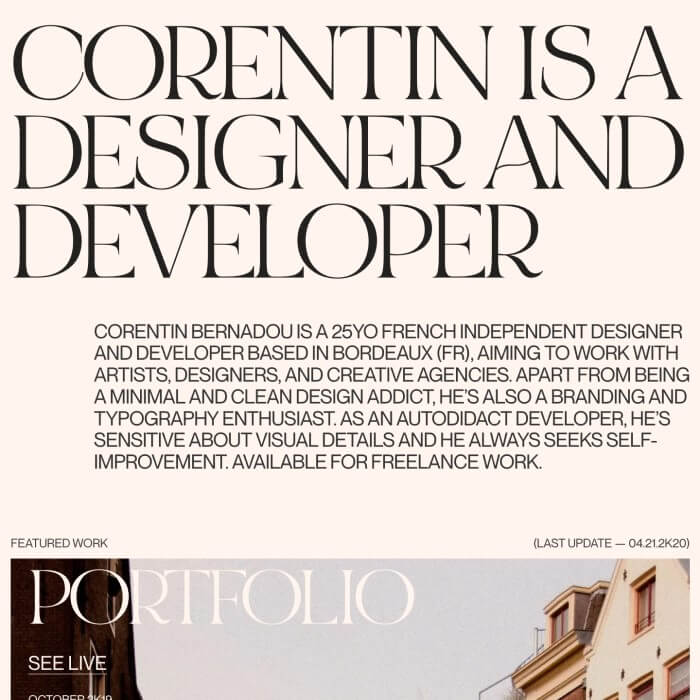 CORENTIN IS A
DESIGNER AND
DEVELOPER
CORENTIN BERNADOU IS A 25YO FRENCH INDEPENDENT DESIGNER
AND DEVELOPER BASED IN BORDEAUX (FR), AIMING TO WORK WITH
ARTISTS, DESIGNERS, AND CREATIVE AGENCIES. APART FROM BEING
A MINIMAL AND CLEAN DESIGN ADDICT, HE'S ALSO A BRANDING AND
TYPOGRAPHY ENTHUSIAST. AS AN AUTODIDACT DEVELOPER, HE'S
SENSITIVE ABOUT VISUAL DETAILS AND HE ALWAYS SEEKS SELF-
IMPROVEMENT. AVAILABLE FOR FREELANCE WORK.
FEATURED WORK
(LAST UPDATE — 04.21.2K20)
PORTFOLIO
SEE LIVE
OCTOBER 2K19